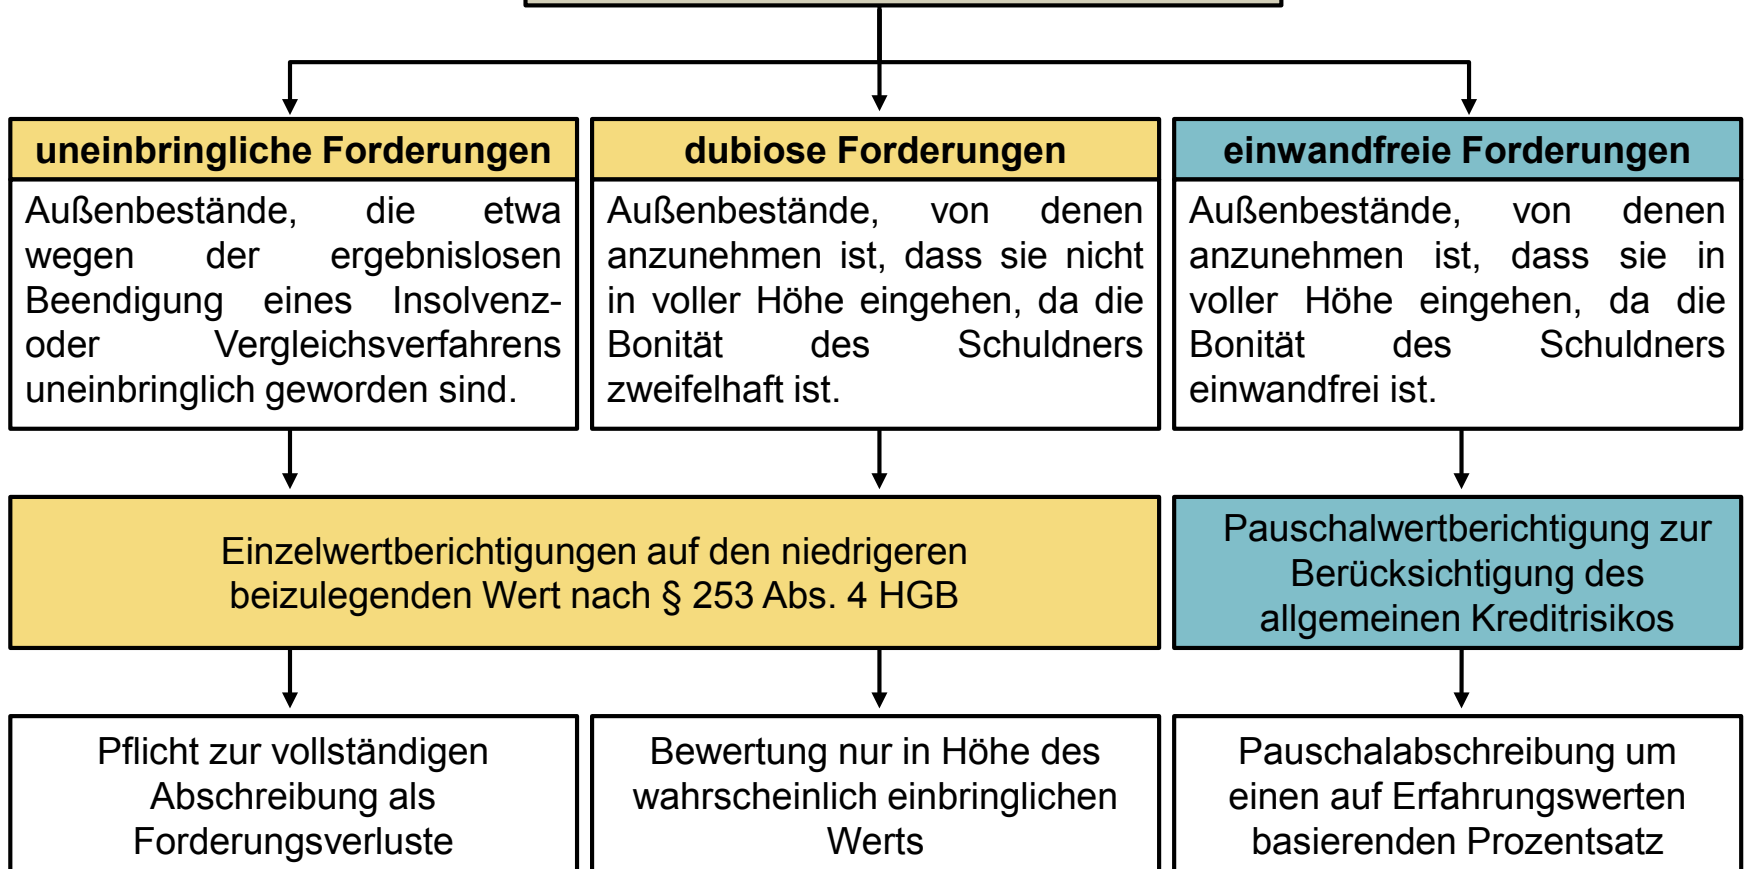 uneinbringliche Forderungen
Außenbestände, die etwa
wegen der ergebnislosen
Beendigung eines Insolvenz-
oder Vergleichsverfahrens
uneinbringlich geworden sind.
dubiose Forderungen
Außenbestände, von denen
anzunehmen ist, dass sie nicht
in voller Höhe eingehen, da die
Bonität des Schuldners
zweifelhaft ist.
einwandfreie Forderungen
Außenbestände, von denen
anzunehmen ist, dass sie in
voller Höhe eingehen, da die
Bonität des Schuldners
einwandfrei ist.
Einzelwertberichtigungen auf den niedrigeren
beizulegenden Wert nach § 253 Abs. 4 HGB
Pauschalwertberichtigung zur
Berücksichtigung des
allgemeinen Kreditrisikos
Pflicht zur vollständigen
Abschreibung als
Forderungsverluste
Bewertung nur in Höhe des
wahrscheinlich einbringlichen
Werts
Pauschalabschreibung um
einen auf Erfahrungswerten
basierenden Prozentsatz